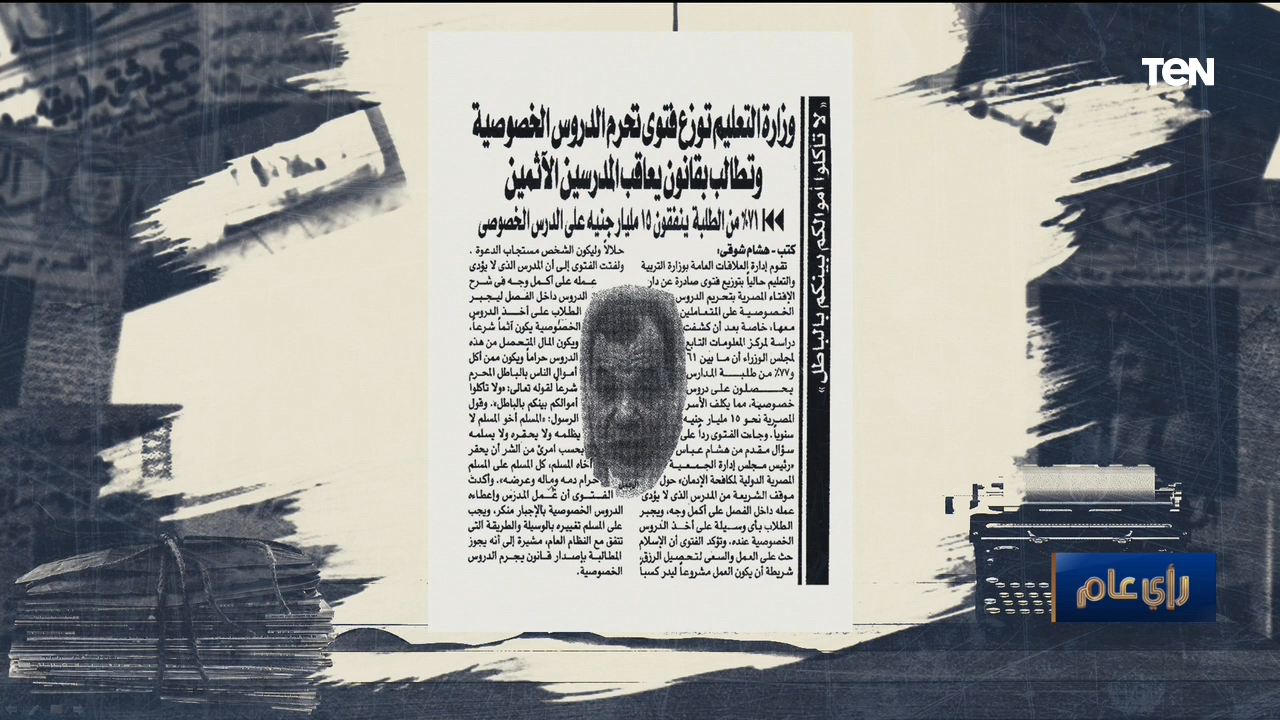 TEN
« لا تأكلوا أموالكم بينكم بالباطل »
وزارة التعليم توزع فتوى تحرم الدروس الخصوصية
وتطالب بقانون يعاقب المدرسين الآثمين
٧١٪ من الطلبة ينفقون ١٥ مليار جنيه على الدرس الخصوصى
كتب - هشام شوقى:
تقوم إدارة العلاقات العامة بوزارة التربية
والتعليم حالياً بتوزيع فتوى صادرة عن دار
الإفتاء المصرية بتحريم الدروس
الخصوصية على المتعاملين
معها، خاصة بعد أن كشفت
دراسة لمركز المعلومات التابع
لمجلس الوزراء أن ما بين ٦١
و٧٧٪ من طلبة المدارس
يحصلون على دروس
خصوصية، مما يكلف الأسر
المصرية نحو ١٥ مليار جنيه
سنوياً. وجاءت الفتوى رداً على
سؤال مقدم من هشام عباس
«رئيس مجلس إدارة الجمعية
المصرية الدولية لمكافحة الإدمان» حول
موقف الشريعة من المدرس الذى لا يؤدى
عمله داخل الفصل على أكمل وجه، ويجبر
الطلاب بأى وسيلة على أخذ الدروس
الخصوصية عنده. وتؤكد الفتوى أن الإسلام
حث على العمل والسعى لتحصيل الرزق،
شريطة أن يكون العمل مشروعاً ليدر كسباً
حلالاً وليكون الشخص مستجاب الدعوة .
ولفتت الفتوى إلى أن المدرس الذى لا يؤدى
عمله على أكمل وجه فى شرح
الدروس داخل الفصل ليجبر
الطلاب على أخذ الدروس
الخصوصية يكون آثماً شرعاً،
ويكون المال المتحصل من هذه
الدروس حراماً ويكون ممن أكل
أموال الناس بالباطل المحرم
شرعاً لقوله تعالى: «ولا تأكلوا
أموالكم بينكم بالباطل». وقول
الرسول: «المسلم أخو المسلم لا
يظلمه ولا يحقره ولا يسلمه
بحسب امرئ من الشر أن يحقر
أخاه المسلم، كل المسلم على المسلم
حرام دمه وماله وعرضه». وأكدت
الفتوى أن عمل المدرس وإعطاءه
الدروس الخصوصية بالإجبار منكر، ويجب
على المسلم تغييره بالوسيلة والطريقة التى
تتفق مع النظام العام، مشيرة إلى أنه يجوز
المطالبة بإصدار قانون يجرم الدروس
الخصوصية.
رأي عام